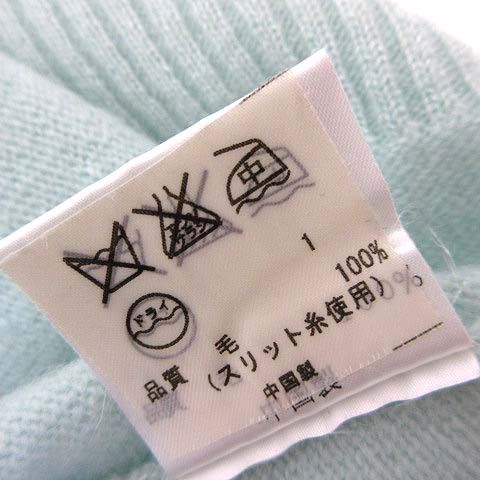 中
ドライ
1
品質 毛 100%
(スリット糸使用)
中国製